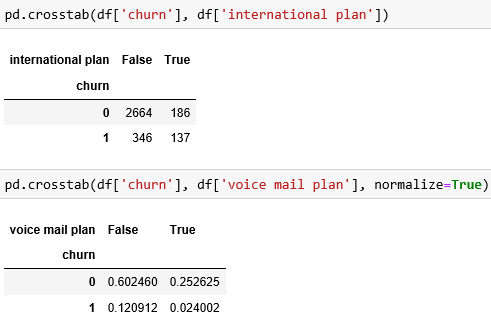 pd.crosstab(df['churn'], df['international plan'])
international plan False True
churn
0 2664 186
1 346 137
pd.crosstab(df['churn'], df['voice mail plan'], normalize=True)
voice mail plan False True
churn
0 0.602460 0.252625
1 0.120912 0.024002